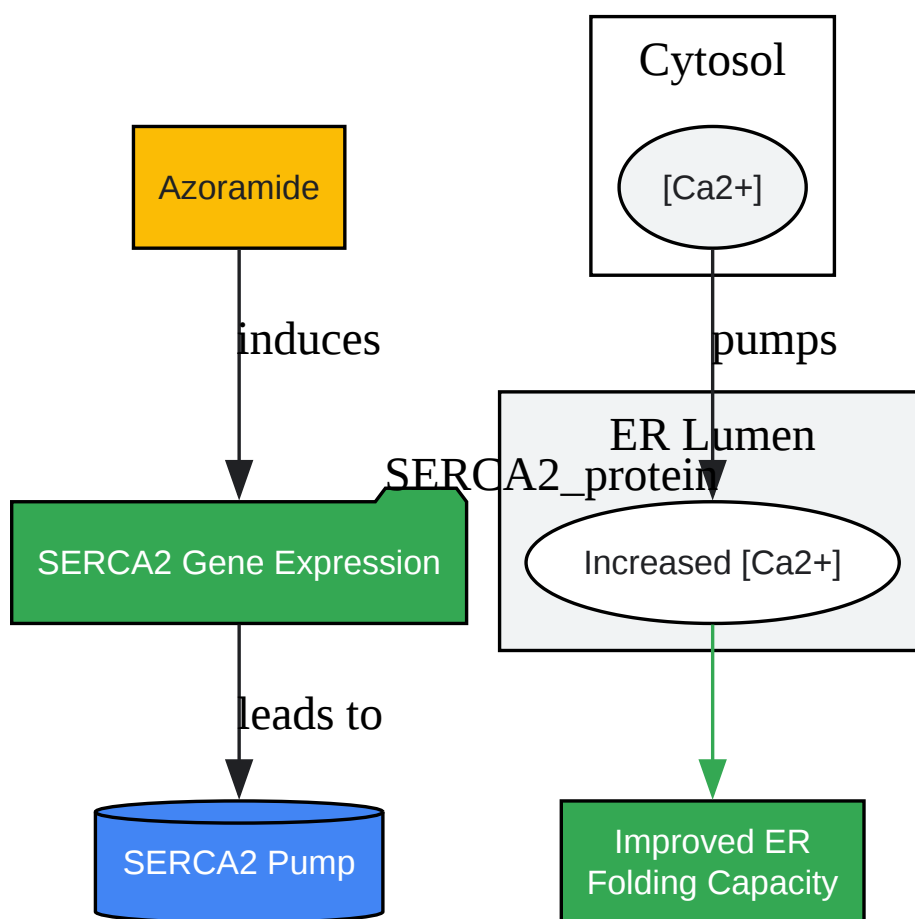 Cytosol
Azoramide
[Ca2+]
induces
pumps
ER Lumen
SERCA2_protein
SERCA2 Gene Expression
Increased [Ca2+]
leads to
SERCA2 Pump
Improved ER
Folding Capacity